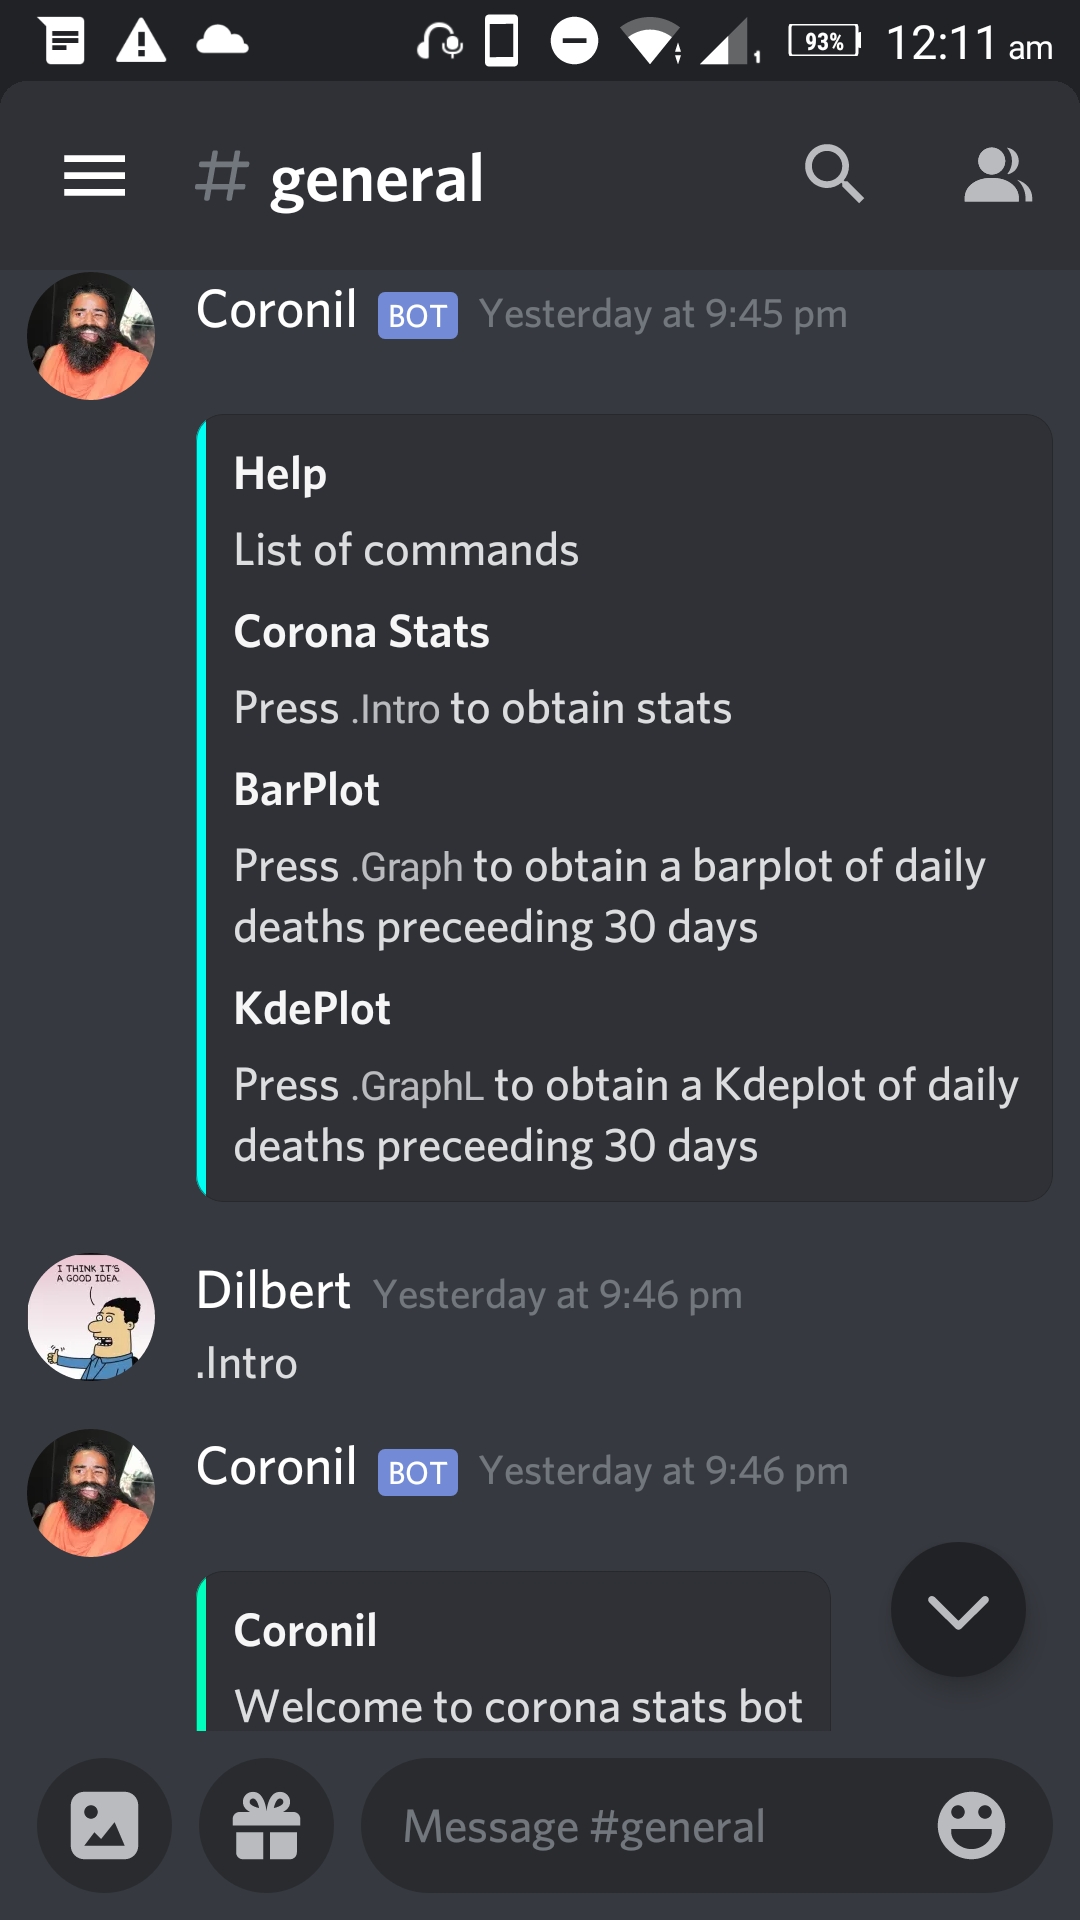 93% 12:11 am
# general
Coronil BOT Yesterday at 9:45 pm
Help
List of commands
Corona Stats
Press .Intro to obtain stats
BarPlot
Press .Graph to obtain a barplot of daily
deaths preceeding 30 days
KdePlot
Press .GraphL to obtain a Kdeplot of daily
deaths preceeding 30 days
I THINK IT'S
A GOOD IDEA.
Dilbert Yesterday at 9:46 pm
.Intro
Coronil BOT Yesterday at 9:46 pm
Coronil
Welcome to corona stats bot
Message #general